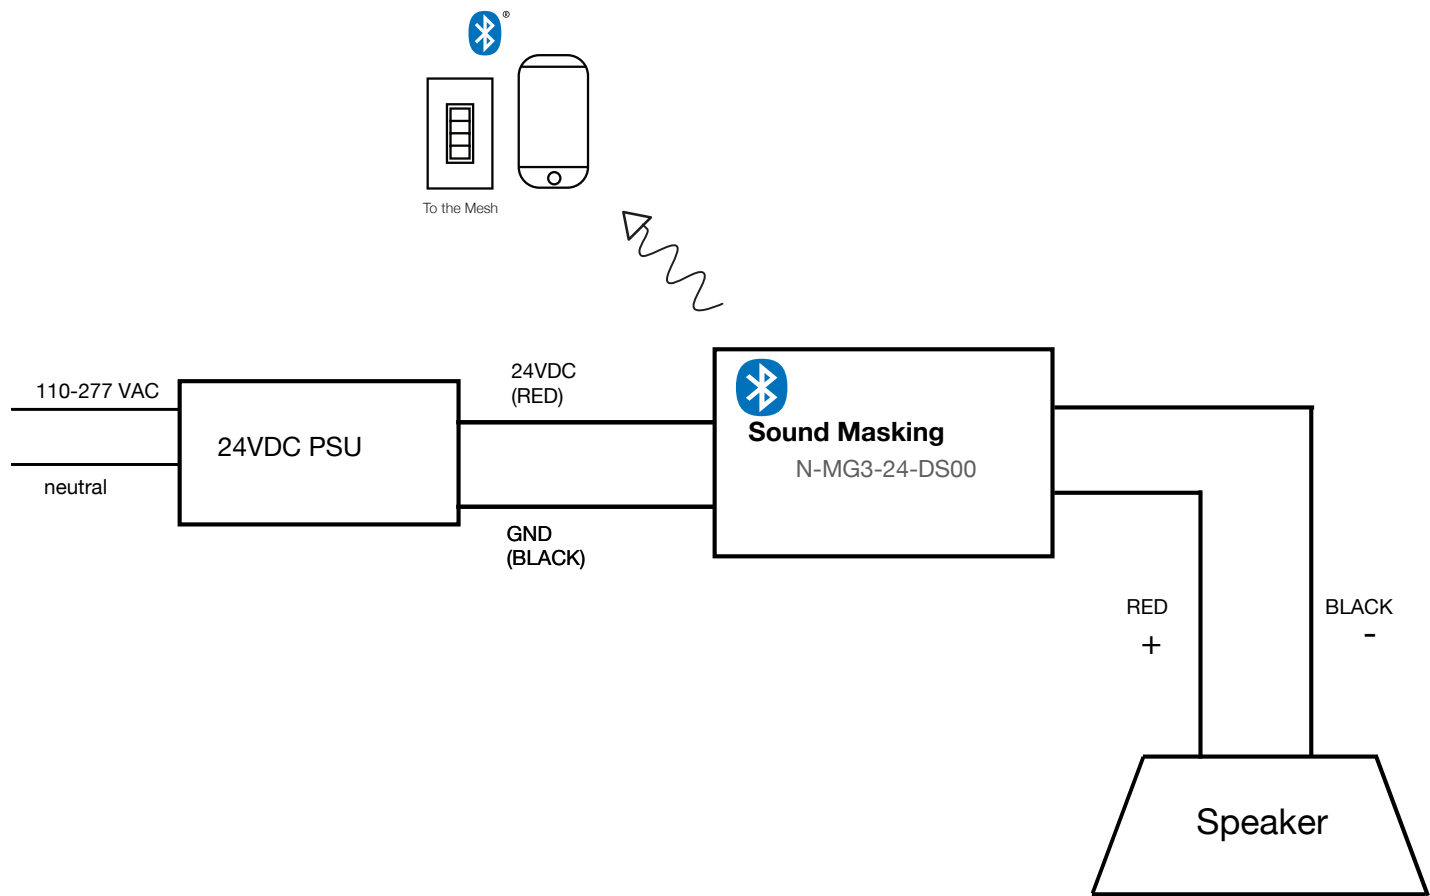 ®
To the Mesh
110-277 VAC
neutral
24VDC PSU
24VDC
(RED)
GND
(BLACK)
Sound Masking
N-MG3-24-DS00
RED
+
BLACK
-
Speaker